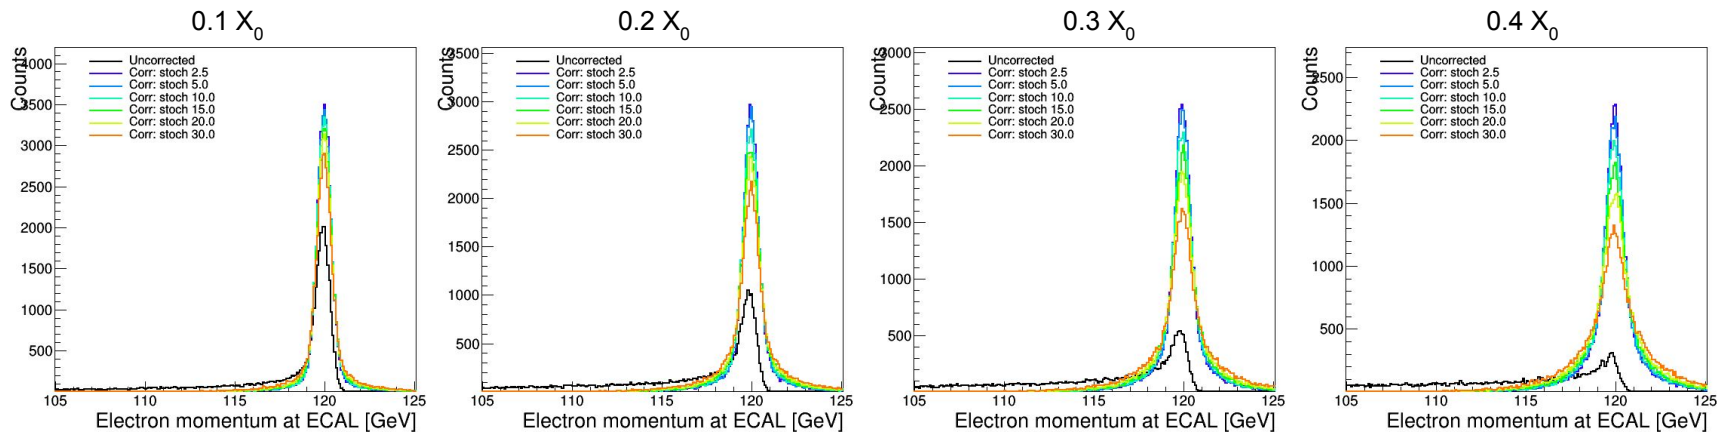 0.1 X0
0.2 X0
0.3 X0
0.4 X0
Counts
4000
3500
3000
2500
2000
1500
1000
500
105
110
115
120
125
Uncorrected
Corr: stoch 2.5
Corr: stoch 5.0
Corr: stoch 10.0
Corr: stoch 15.0
Corr: stoch 20.0
Corr: stoch 30.0
Electron momentum at ECAL [GeV]
Counts
3500
3000
2500
2000
1500
1000
500
105
110
115
120
125
Uncorrected
Corr: stoch 2.5
Corr: stoch 5.0
Corr: stoch 10.0
Corr: stoch 15.0
Corr: stoch 20.0
Corr: stoch 30.0
Electron momentum at ECAL [GeV]
Counts
3000
2500
2000
1500
1000
500
105
110
115
120
125
Uncorrected
Corr: stoch 2.5
Corr: stoch 5.0
Corr: stoch 10.0
Corr: stoch 15.0
Corr: stoch 20.0
Corr: stoch 30.0
Electron momentum at ECAL [GeV]
Counts
2500
2000
1500
1000
500
105
110
115
120
125
Uncorrected
Corr: stoch 2.5
Corr: stoch 5.0
Corr: stoch 10.0
Corr: stoch 15.0
Corr: stoch 20.0
Corr: stoch 30.0
Electron momentum at ECAL [GeV]